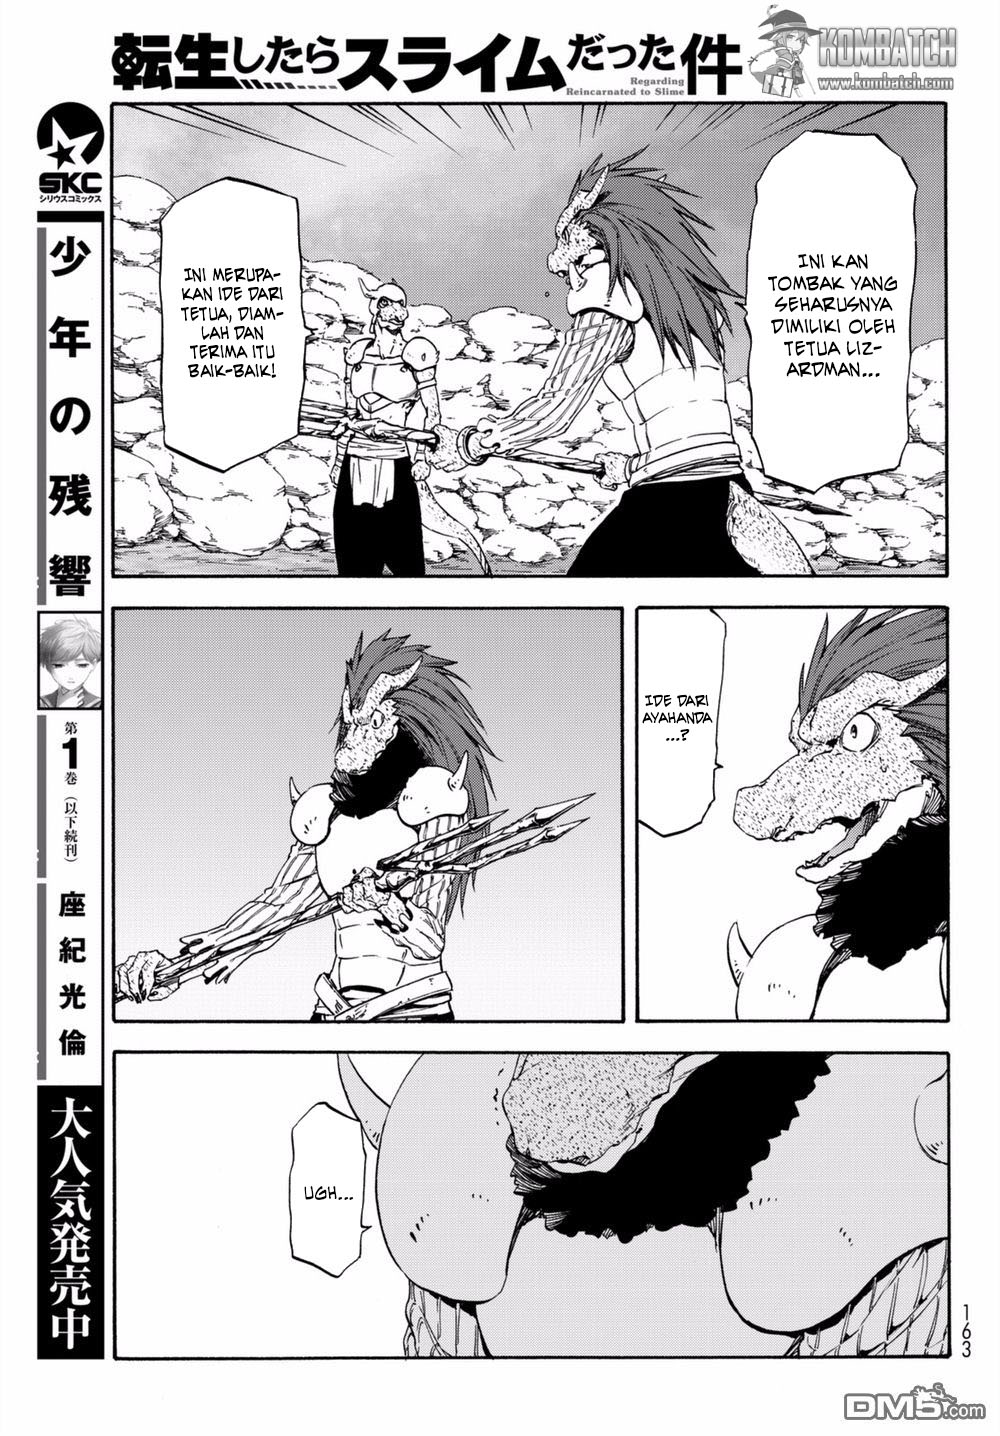 転生したらスライムだった件
Regarding
Reincarnated to Slime
KOMBATCH
www.kombatch.com
SKC
シリウスコミックス
少年の残響
第1巻(以下続刊)
座紀光倫
大人気発売中
INI KAN
TOMBAK YANG
SEHARUSNYA
DIMILIKI OLEH
TETUA LIZ-
ARDMAN...
INI MERUPA-
KAN IDE DARI
TETUA, DIAM-
LAH DAN
TERIMA ITU
BAIK-BAIK!
IDE DARI
AYAHANDA
...?
UGH...
163
DM5.com